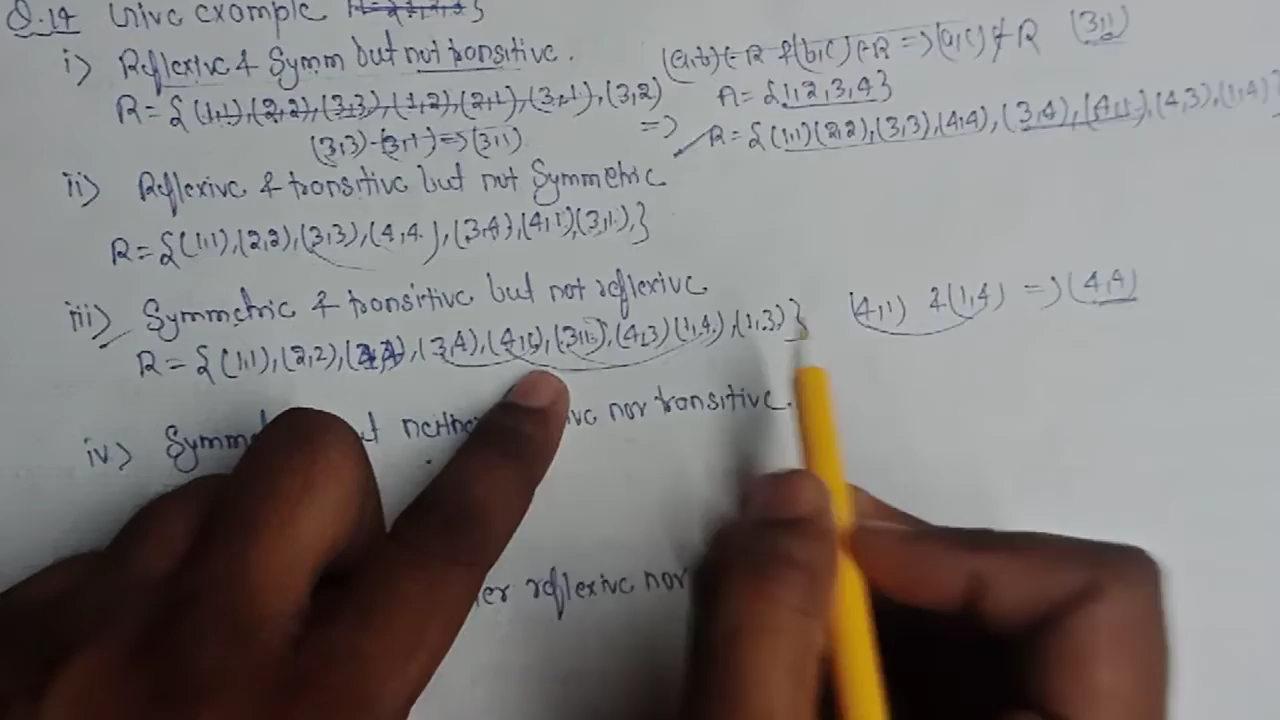 Q.14 Give example
i) Reflexive & Symm but not transitive.
R = {(1,1),(2,2),(3,3),(1,2),(2,1),(3,1),(3,2)
(3,3)-(3,1)=>(3,1)
(a,b)∈R &(b,c)∈R =>(a,c)∉R (3,1)
A = {1,2,3,4}
=> R={(1,1)(2,2),(3,3),(4,4),(3,4),(4,1),(4,3),(1,4)
ii) Reflexive & transitive but not Symmetric
R = {(1,1),(2,2),(3,3),(4,4),(3,4),(4,1),(3,1),}
iii) Symmetric & transitive but not reflexive
R = {(1,1),(2,2),(3,4),(4,1),(3,1),(4,3)(1,4),(1,3)}
(4,1) &(1,4) =>(4,4)
iv) nor transitive.
reflexive nor